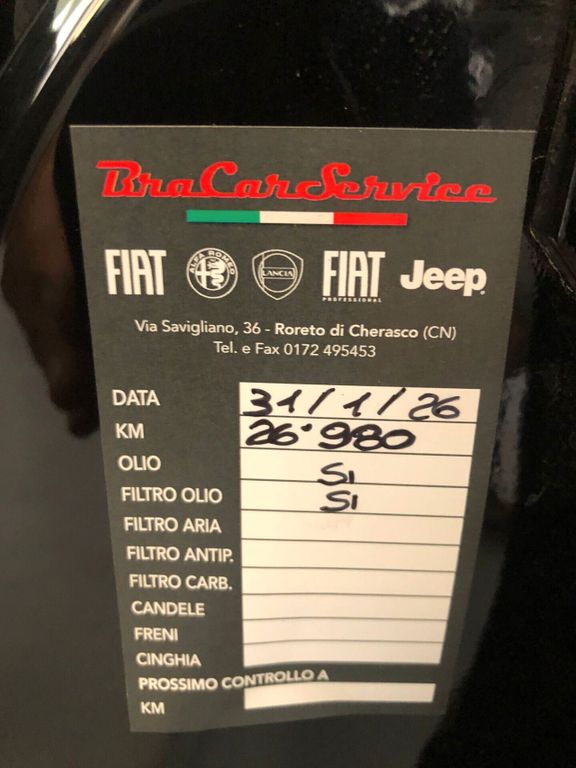 BraCarService
FIAT ALFA ROMEO LANCIA FIAT PROFESSIONAL Jeep®
Via Savigliano, 36 - Roreto di Cherasco (CN)
Tel. e Fax 0172 495453
DATA 31/1/26
KM 26.980
OLIO SI
FILTRO OLIO SI
FILTRO ARIA
FILTRO ANTIP.
FILTRO CARB.
CANDELE
FRENI
CINGHIA
PROSSIMO CONTROLLO A
KM